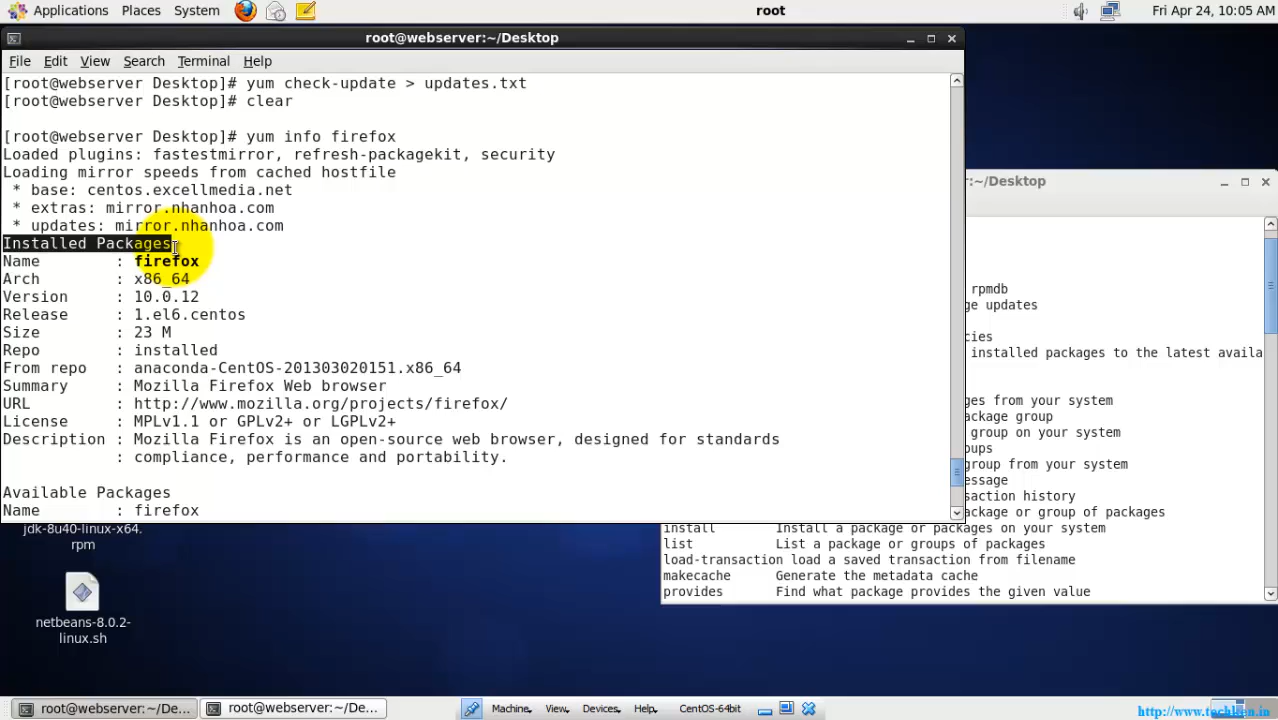 Applications Places System root Fri Apr 24, 10:05 AM
root@webserver:~/Desktop
File Edit View Search Terminal Help
[root@webserver Desktop]# yum check-update > updates.txt
[root@webserver Desktop]# clear
[root@webserver Desktop]# yum info firefox
Loaded plugins: fastestmirror, refresh-packagekit, security
Loading mirror speeds from cached hostfile
* base: centos.excellmedia.net
* extras: mirror.nhanhoa.com
* updates: mirror.nhanhoa.com
Installed Packages
Name : firefox
Arch : x86_64
Version : 10.0.12
Release : 1.el6.centos
Size : 23 M
Repo : installed
From repo : anaconda-CentOS-201303020151.x86_64
Summary : Mozilla Firefox Web browser
URL : http://www.mozilla.org/projects/firefox/
License : MPLv1.1 or GPLv2+ or LGPLv2+
Description : Mozilla Firefox is an open-source web browser, designed for standards
: compliance, performance and portability.
Available Packages
Name : firefox
r:~/Desktop
rpmdb
ge updates
cies
installed packages to the latest availa
ges from your system
ackage group
group on your system
oups
group from your system
essage
saction history
ackage or group of packages
install Install a package or packages on your system
list List a package or groups of packages
load-transaction load a saved transaction from filename
makecache Generate the metadata cache
provides Find what package provides the given value
jdk-8u40-linux-x64.
rpm
netbeans-8.0.2-
linux.sh
root@webserver:~/De... root@webserver:~/De... Machine View Devices Help CentOS-64bit
http://www.techken.in